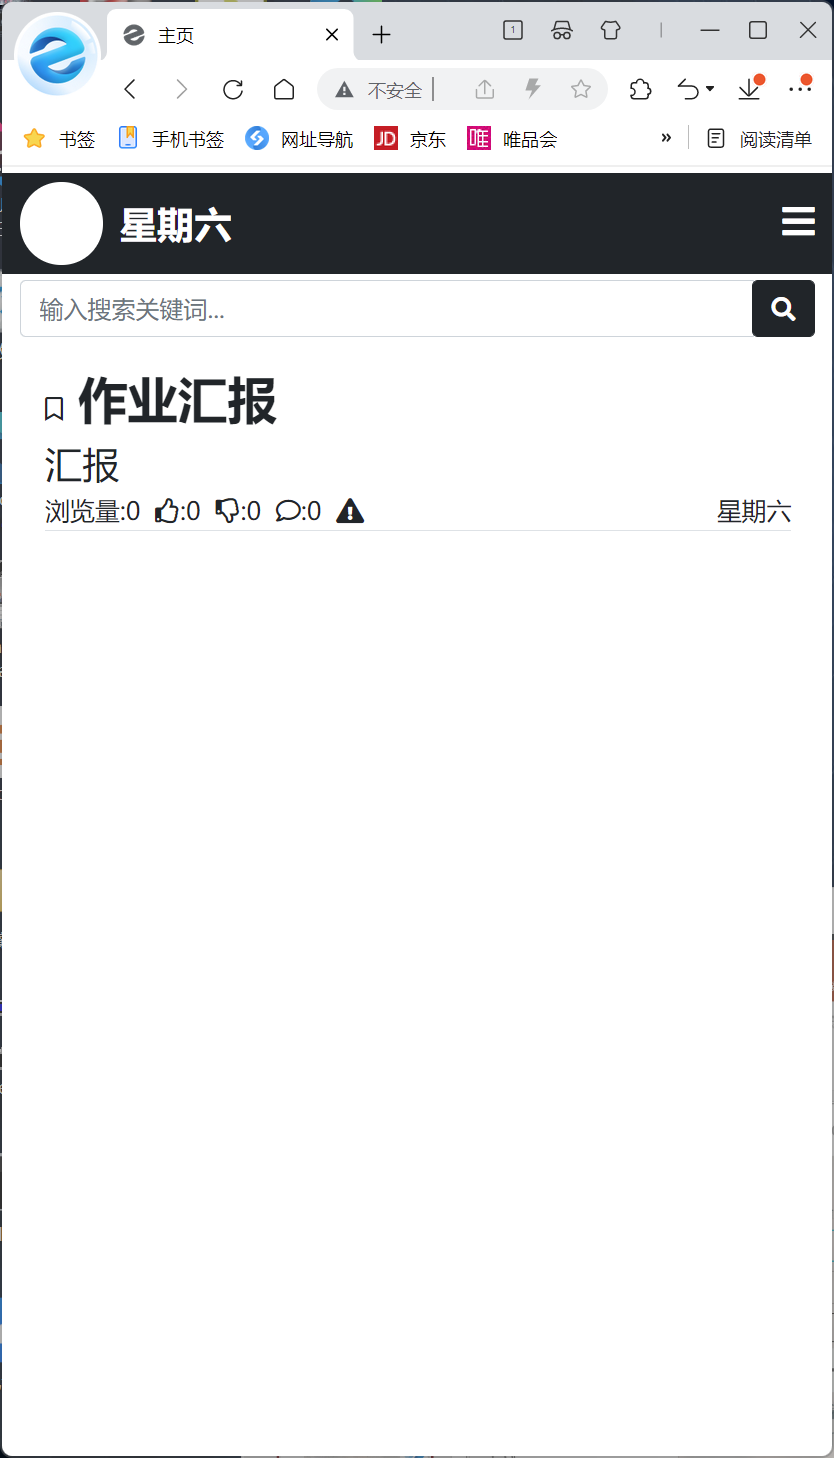 主页
1
不安全
书签 手机书签 网址导航 JD 京东 唯 唯品会 » 阅读清单
星期六
输入搜索关键词...
作业汇报
汇报
浏览量:0 :0 :0 :0 星期六